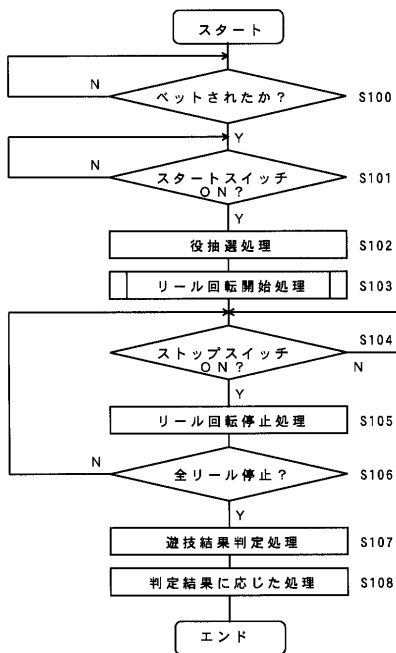 スタート
ベットされたか？ S100
N
Y
スタートスイッチ
ON？ S101
N
Y
役抽選処理 S102
リール回転開始処理 S103
ストップスイッチ
ON？ S104
N
Y
リール回転停止処理 S105
全リール停止？ S106
N
Y
遊技結果判定処理 S107
判定結果に応じた処理 S108
エンド